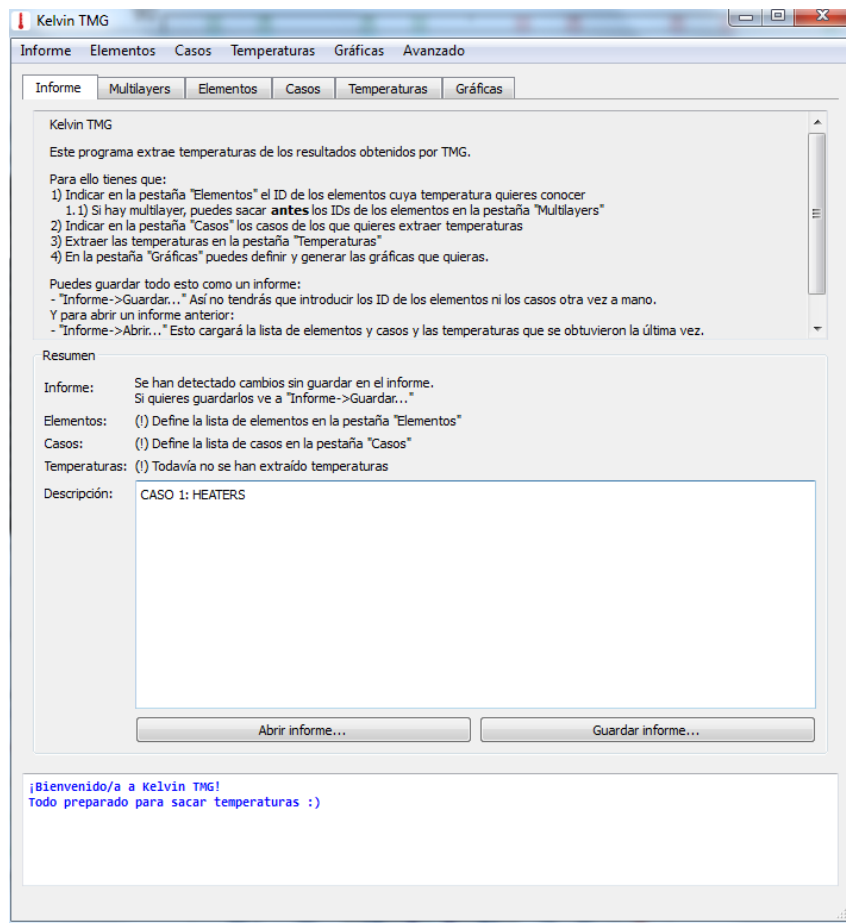 Kelvin TMG
Informe Elementos Casos Temperaturas Gráficas Avanzado
Informe Multilayers Elementos Casos Temperaturas Gráficas
Kelvin TMG
Este programa extrae temperaturas de los resultados obtenidos por TMG.
Para ello tienes que:
1) Indicar en la pestaña "Elementos" el ID de los elementos cuya temperatura quieres conocer
1.1) Si hay multilayer, puedes sacar antes los IDs de los elementos en la pestaña "Multilayers"
2) Indicar en la pestaña "Casos" los casos de los que quieres extraer temperaturas
3) Extraer las temperaturas en la pestaña "Temperaturas"
4) En la pestaña "Gráficas" puedes definir y generar las gráficas que quieras.
Puedes guardar todo esto como un informe:
- "Informe->Guardar..." Así no tendrás que introducir los ID de los elementos ni los casos otra vez a mano.
Y para abrir un informe anterior:
- "Informe->Abrir..." Esto cargará la lista de elementos y casos y las temperaturas que se obtuvieron la última vez.
Resumen
Informe: Se han detectado cambios sin guardar en el informe.
Si quieres guardarlos ve a "Informe->Guardar..."
Elementos: (!) Define la lista de elementos en la pestaña "Elementos"
Casos: (!) Define la lista de casos en la pestaña "Casos"
Temperaturas: (!) Todavía no se han extraído temperaturas
Descripción: CASO 1: HEATERS
Abrir informe... Guardar informe...
¡Bienvenido/a a Kelvin TMG!
Todo preparado para sacar temperaturas :)